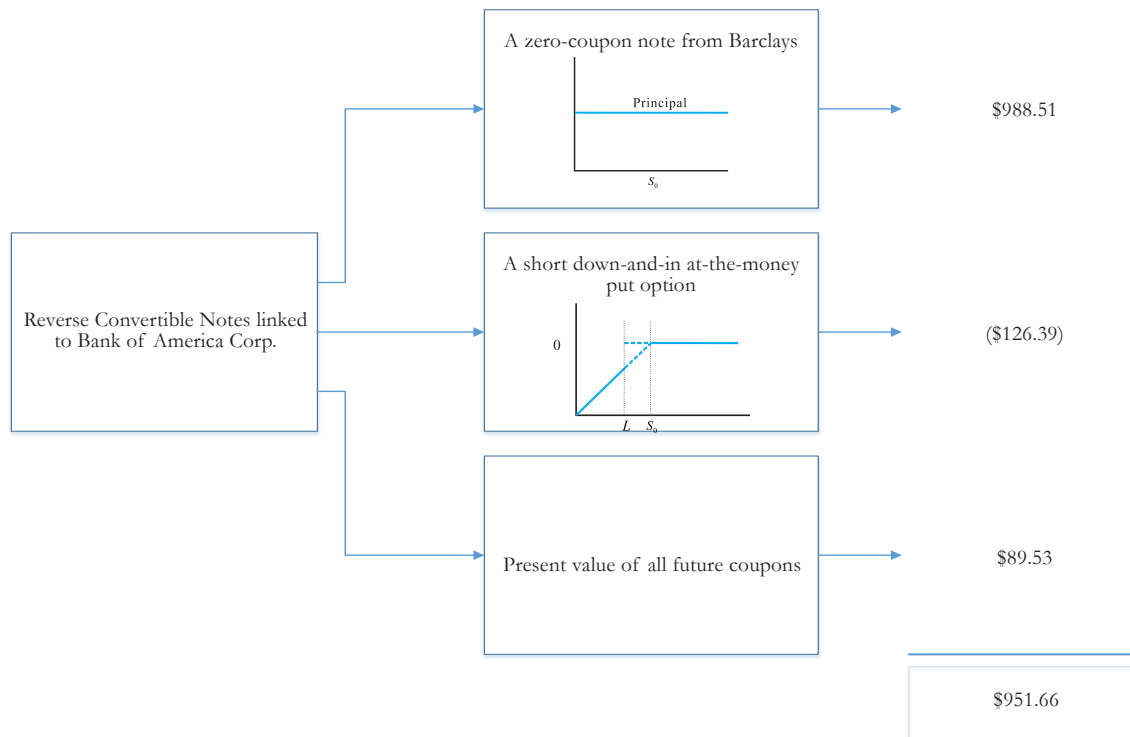 A zero-coupon note from Barclays
Principal
S₀
$988.51
Reverse Convertible Notes linked
to Bank of America Corp.
A short down-and-in at-the-money
put option
0
L S₀
($126.39)
Present value of all future coupons
$89.53
$951.66